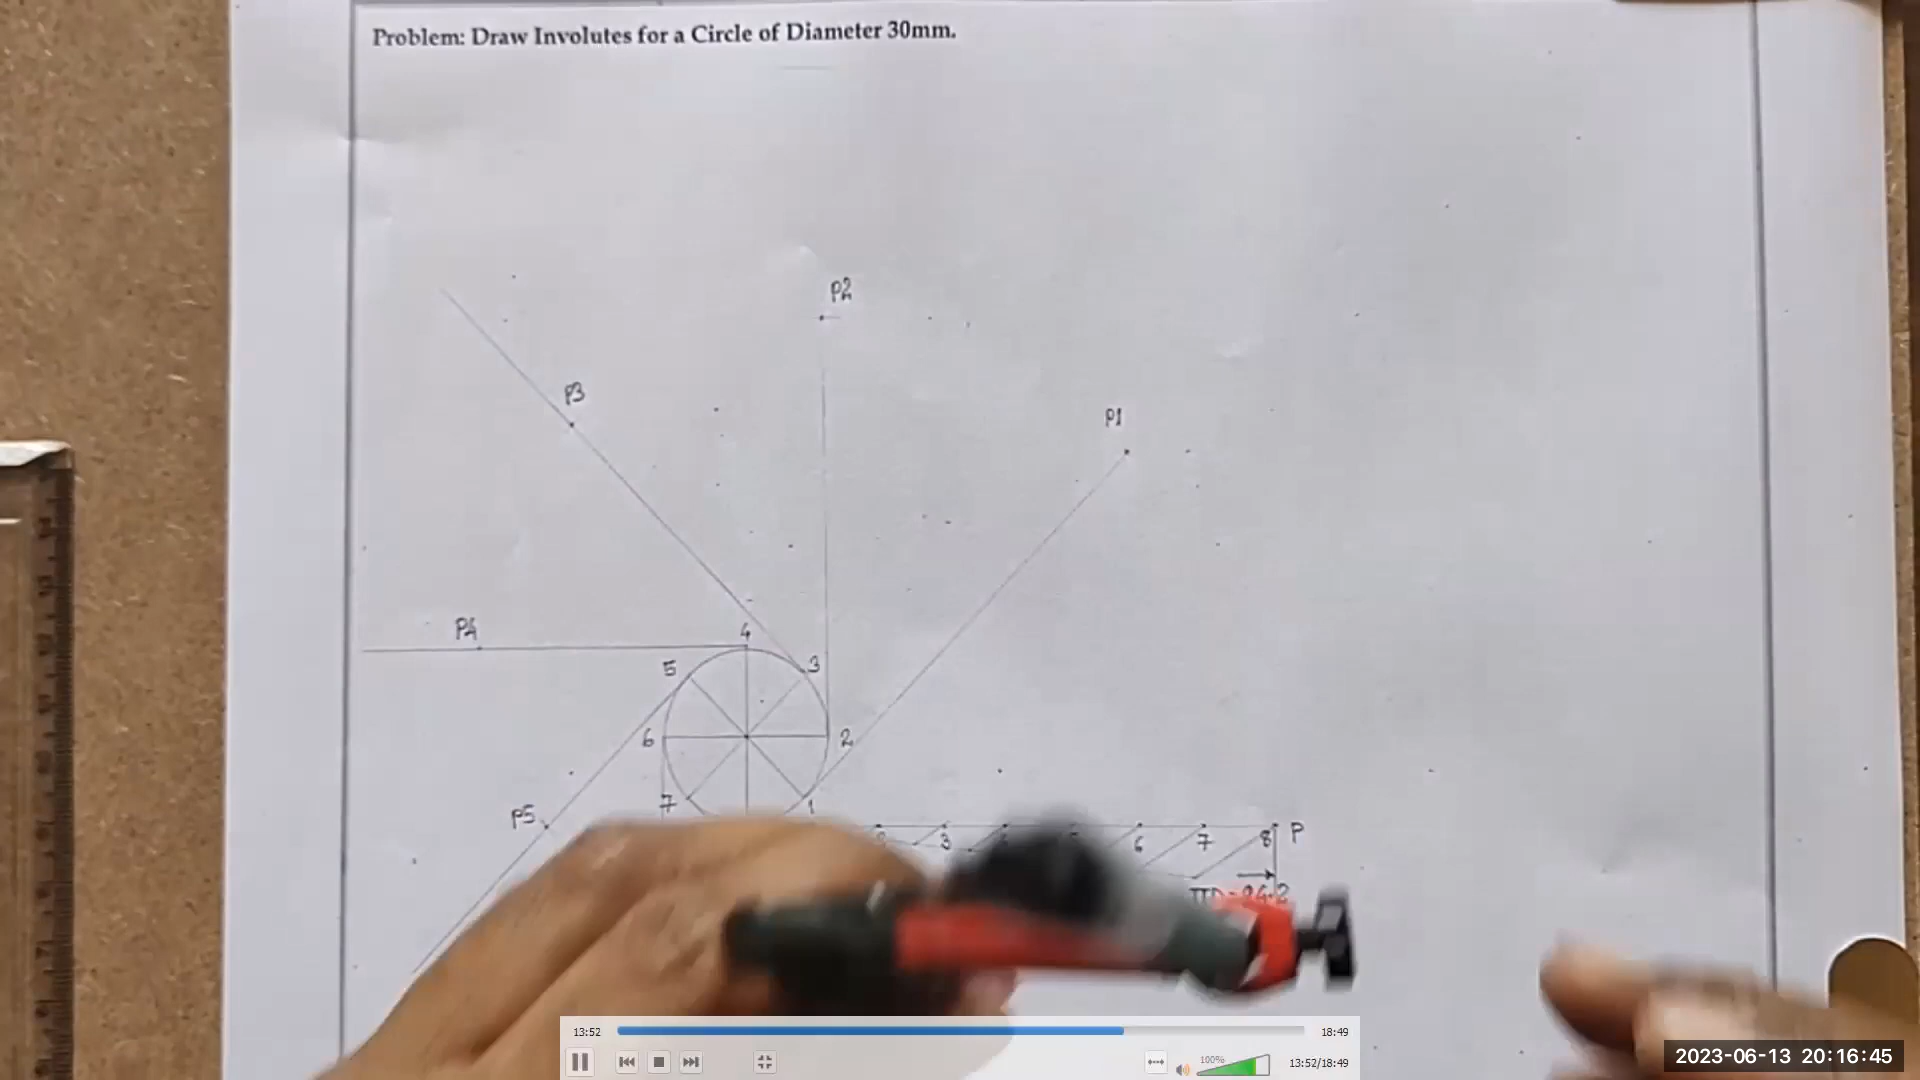 Problem: Draw Involutes for a Circle of Diameter 30mm.
P2
P3
P1
P4
4
5
3
6
2
7
1
P5
3
6
7
8
P
13:52
18:49
100%
13:52/18:49
2023-06-13 20:16:45